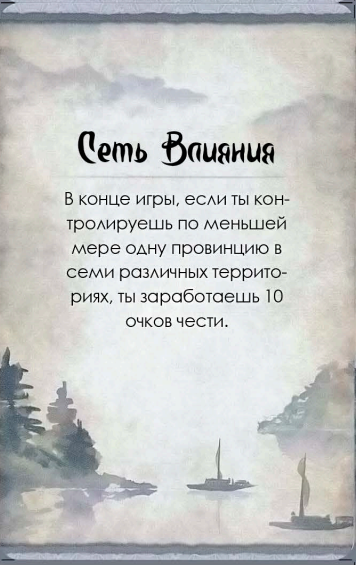 Сеть Влияния
В конце игры, если ты кон-
тролируешь по меньшей
мере одну провинцию в
семи различных террито-
риях, ты заработаешь 10
очков чести.